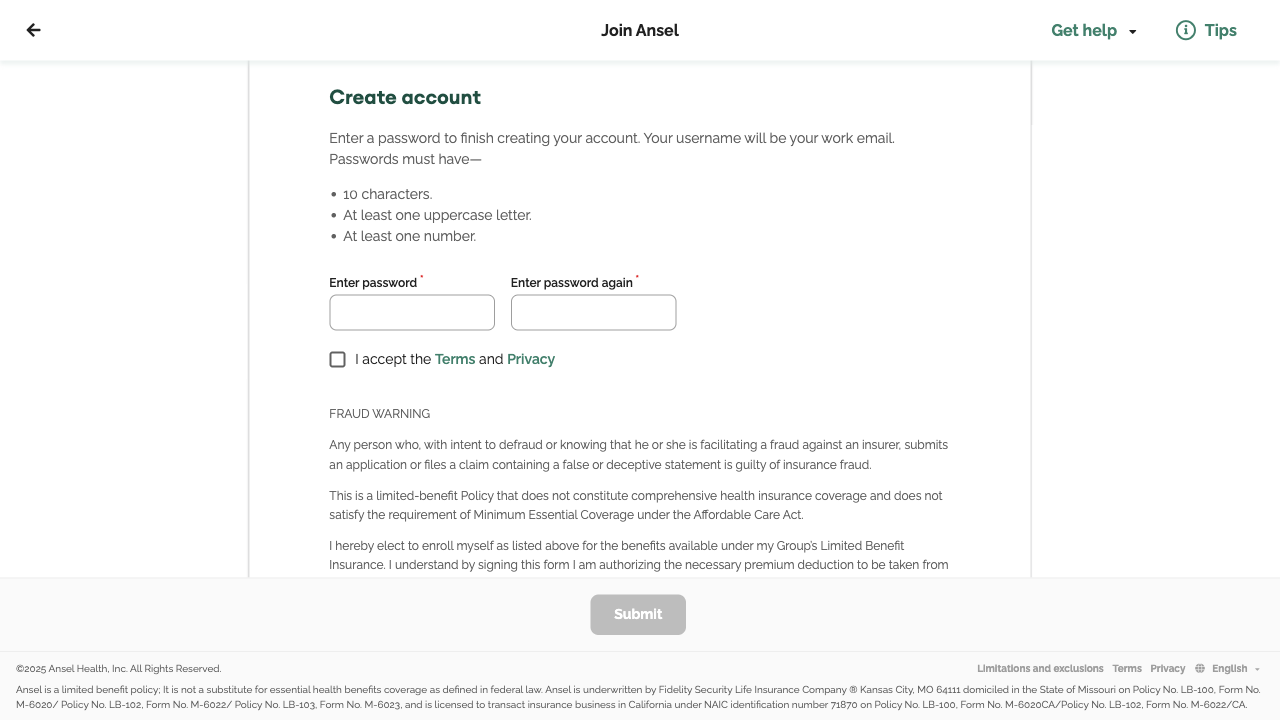 Join Ansel
Get help
Tips
Create account
Enter a password to finish creating your account. Your username will be your work email.
Passwords must have—
• 10 characters.
• At least one uppercase letter.
• At least one number.
Enter password *
Enter password again *
I accept the Terms and Privacy
FRAUD WARNING
Any person who, with intent to defraud or knowing that he or she is facilitating a fraud against an insurer, submits
an application or files a claim containing a false or deceptive statement is guilty of insurance fraud.
This is a limited-benefit Policy that does not constitute comprehensive health insurance coverage and does not
satisfy the requirement of Minimum Essential Coverage under the Affordable Care Act.
I hereby elect to enroll myself as listed above for the benefits available under my Group's Limited Benefit
Insurance. I understand by signing this form I am authorizing the necessary premium deduction to be taken from
Submit
©2025 Ansel Health, Inc. All Rights Reserved.
Limitations and exclusions Terms Privacy English
Ansel is a limited benefit policy; It is not a substitute for essential health benefits coverage as defined in federal law. Ansel is underwritten by Fidelity Security Life Insurance Company ® Kansas City, MO 64111 domiciled in the State of Missouri on Policy No. LB-100, Form No.
M-6020/ Policy No. LB-102, Form No. M-6022/ Policy No. LB-103, Form No. M-6023, and is licensed to transact insurance business in California under NAIC identification number 71870 on Policy No. LB-100, Form No. M-6020CA/Policy No. LB-102, Form No. M-6022/CA.